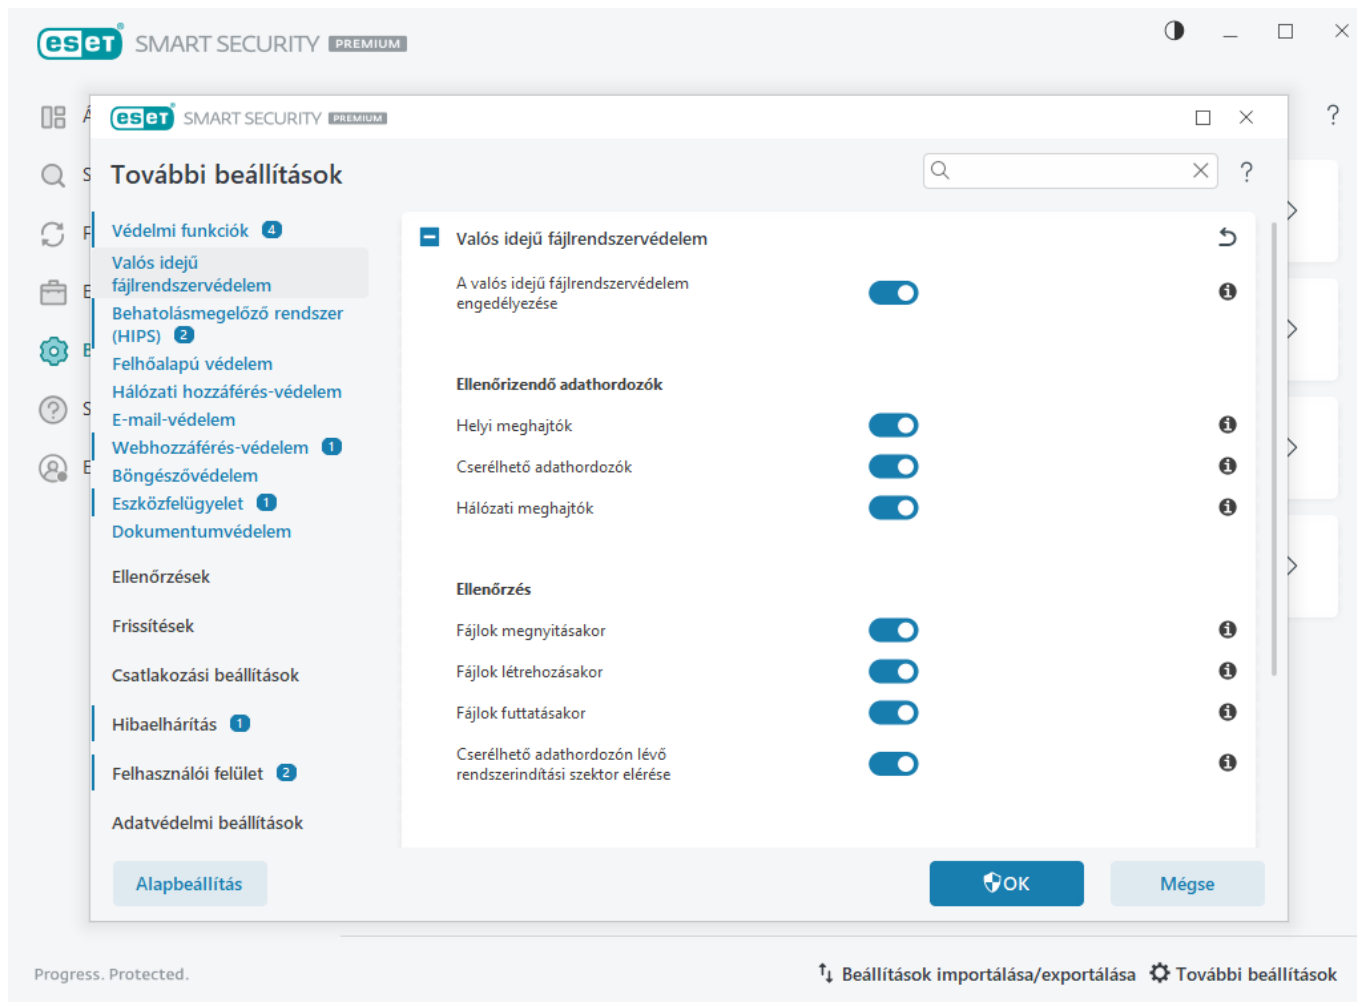 eset SMART SECURITY PREMIUM
eset SMART SECURITY PREMIUM
További beállítások
Védelmi funkciók 4
Valós idejű
fájlrendszervédelem
Behatolásmegelőző rendszer
(HIPS) 2
Felhőalapú védelem
Hálózati hozzáférés-védelem
E-mail-védelem
Webhozzáférés-védelem 1
Böngészővédelem
Eszközfelügyelet 1
Dokumentumvédelem
Ellenőrzések
Frissítések
Csatlakozási beállítások
Hibaelhárítás 1
Felhasználói felület 2
Adatvédelmi beállítások
Valós idejű fájlrendszervédelem
A valós idejű fájlrendszervédelem
engedélyezése
Ellenőrizendő adathordozók
Helyi meghajtók
Cserélhető adathordozók
Hálózati meghajtók
Ellenőrzés
Fájlok megnyitásakor
Fájlok létrehozásakor
Fájlok futtatásakor
Cserélhető adathordozón lévő
rendszerindítási szektor elérése
Alapbeállítás
OK
Mégse
Progress. Protected.
Beállítások importálása/exportálása
További beállítások